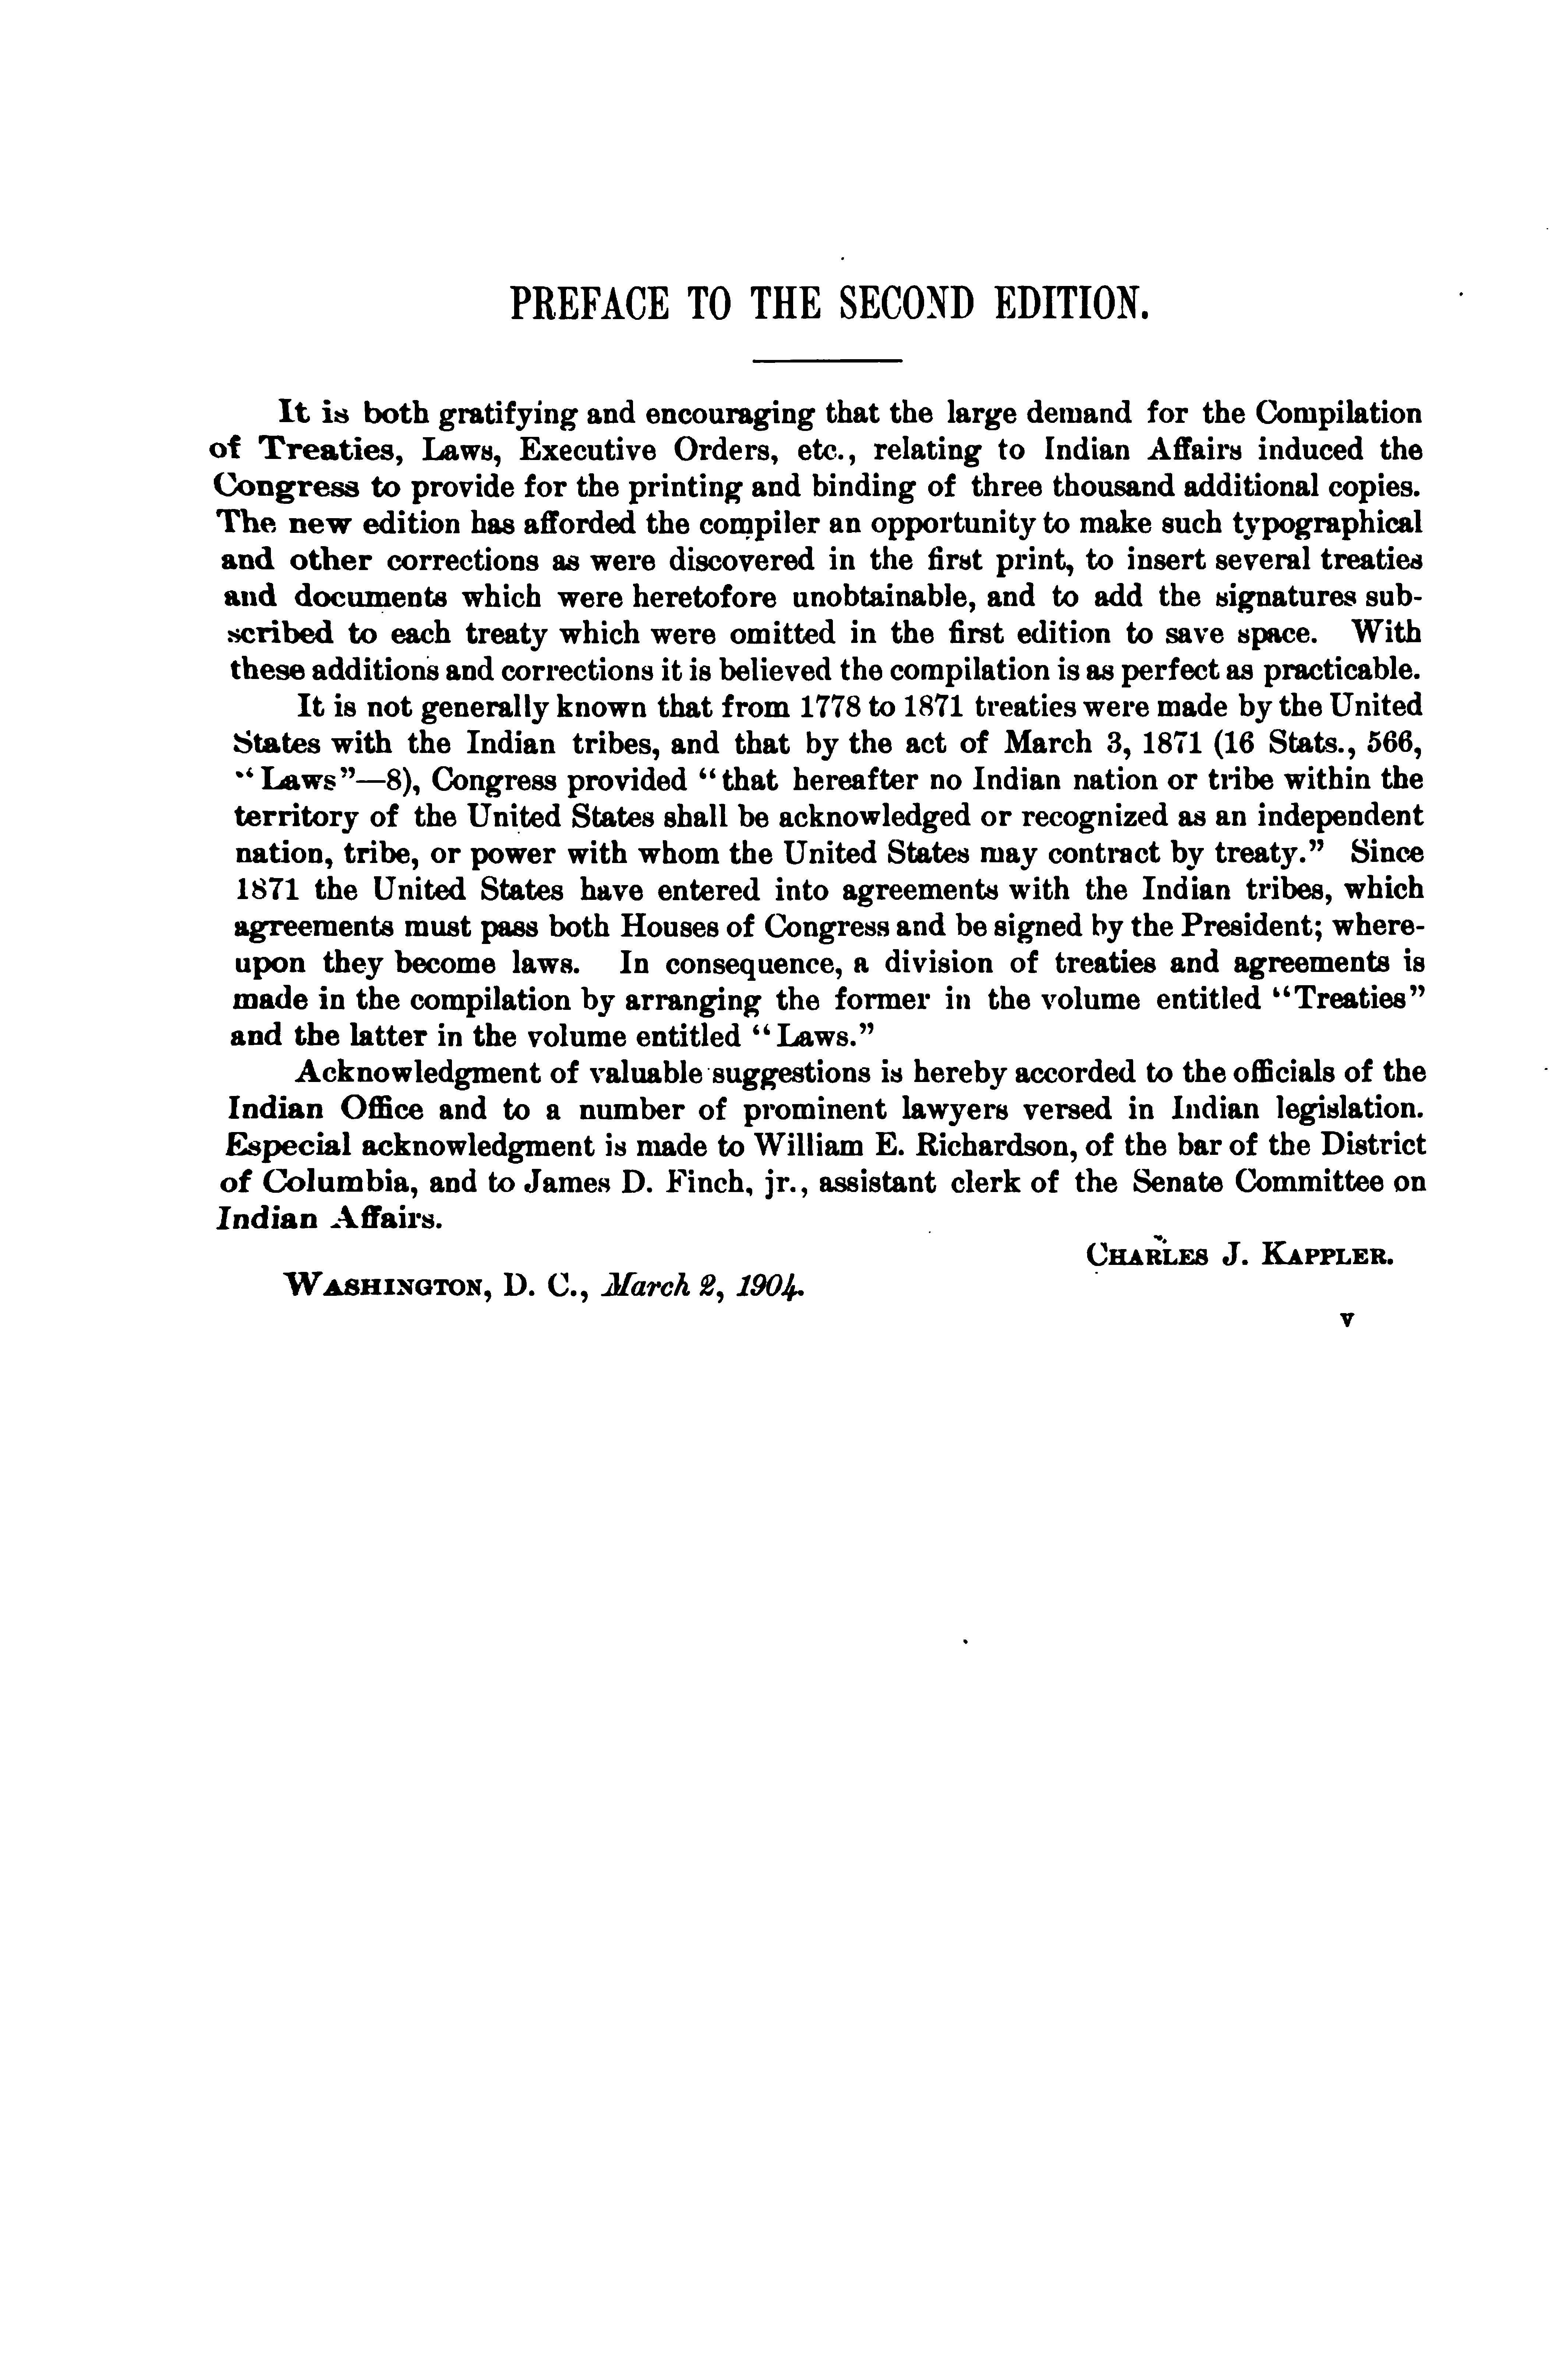 PREFACE TO THE SECOND EDITION.
It is both gratifying and encouraging that the large demand for the Compilation
of Treaties, Laws, Executive Orders, etc., relating to Indian Affairs induced the
Congress to provide for the printing and binding of three thousand additional copies.
The new edition has afforded the compiler an opportunity to make such typographical
and other corrections as were discovered in the first print, to insert several treaties
and documents which were heretofore unobtainable, and to add the signatures sub-
scribed to each treaty which were omitted in the first edition to save space. With
these additions and corrections it is believed the compilation is as perfect as practicable.
It is not generally known that from 1778 to 1871 treaties were made by the United
States with the Indian tribes, and that by the act of March 3, 1871 (16 Stats., 566,
“Laws”—8), Congress provided “that hereafter no Indian nation or tribe within the
territory of the United States shall be acknowledged or recognized as an independent
nation, tribe, or power with whom the United States may contract by treaty.” Since
1871 the United States have entered into agreements with the Indian tribes, which
agreements must pass both Houses of Congress and be signed by the President; where-
upon they become laws. In consequence, a division of treaties and agreements is
made in the compilation by arranging the former in the volume entitled “Treaties”
and the latter in the volume entitled “Laws.”
Acknowledgment of valuable suggestions is hereby accorded to the officials of the
Indian Office and to a number of prominent lawyers versed in Indian legislation.
Especial acknowledgment is made to William E. Richardson, of the bar of the District
of Columbia, and to James D. Finch, jr., assistant clerk of the Senate Committee on
Indian Affairs.
CHARLES J. KAPPLER.
WASHINGTON, D. C., March 2, 1904.
V